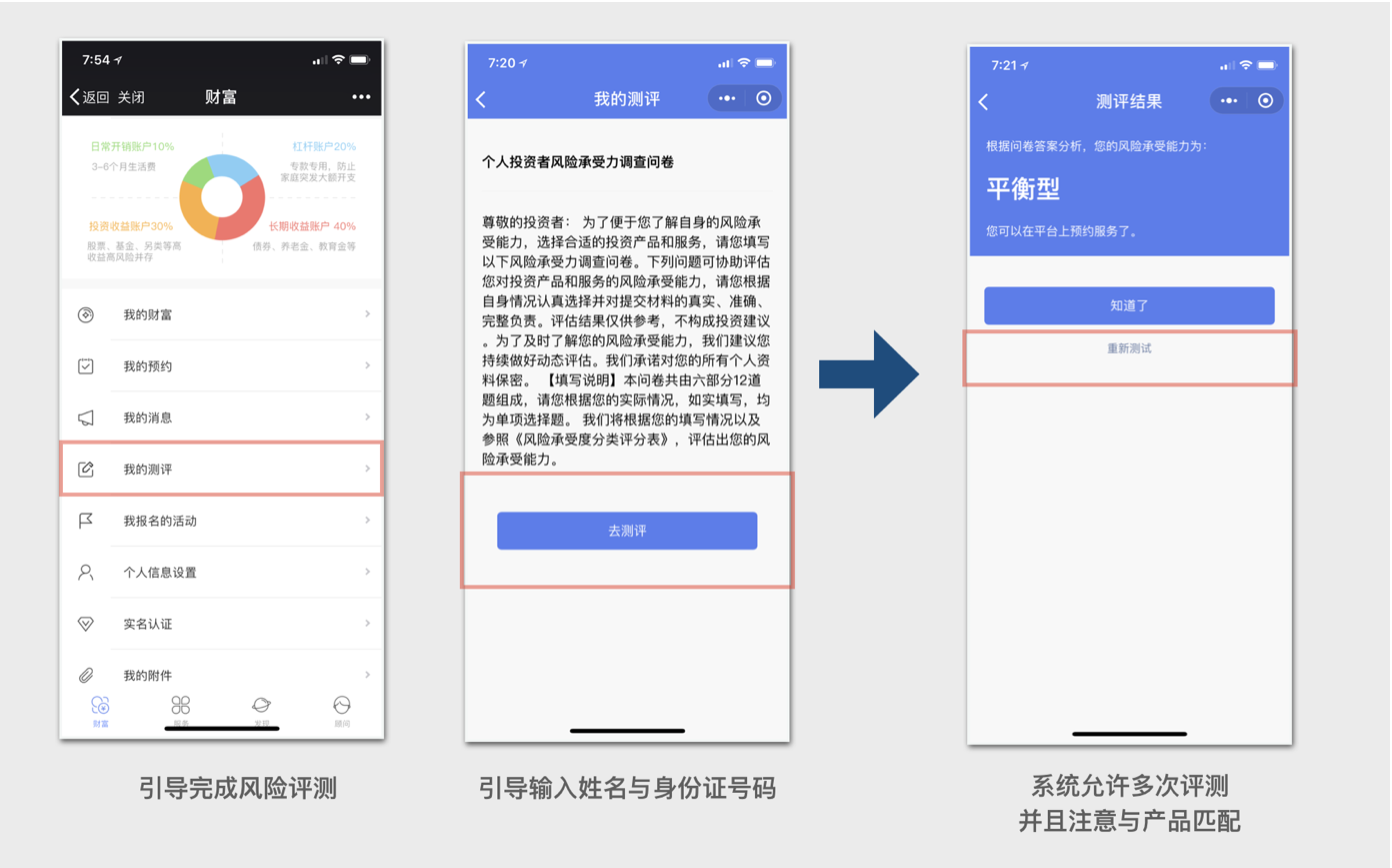 7:54
返回 关闭
财富
日常开销账户10%
3-6个月生活费
杠杆账户20%
专款专用，防止
家庭突发大额开支
投资收益账户30%
股票、基金、另类等高
收益高风险并存
长期收益账户 40%
债券、养老金、教育金等
我的财富
我的预约
我的消息
我的测评
我报名的活动
个人信息设置
实名认证
我的附件
财富
服务
发现
顾问
引导完成风险评测
7:20
我的测评
个人投资者风险承受力调查问卷
尊敬的投资者： 为了便于您了解自身的风险承
受能力，选择合适的投资产品和服务，请您填写
以下风险承受力调查问卷。下列问题可协助评估
您对投资产品和服务的风险承受能力，请您根据
自身情况认真选择并对提交材料的真实、准确、
完整负责。评估结果仅供参考，不构成投资建议
。为了及时了解您的风险承受能力，我们建议您
持续做好动态评估。我们承诺对您的所有个人资
料保密。 【填写说明】本问卷共由六部分12道
题组成，请您根据您的实际情况，如实填写，均
为单项选择题。 我们将根据您的填写情况以及
参照《风险承受度分类评分表》，评估出您的风
险承受能力。
去测评
引导输入姓名与身份证号码
7:21
测评结果
根据问卷答案分析，您的风险承受能力为：
平衡型
您可以在平台上预约服务了。
知道了
重新测试
系统允许多次评测
并且注意与产品匹配